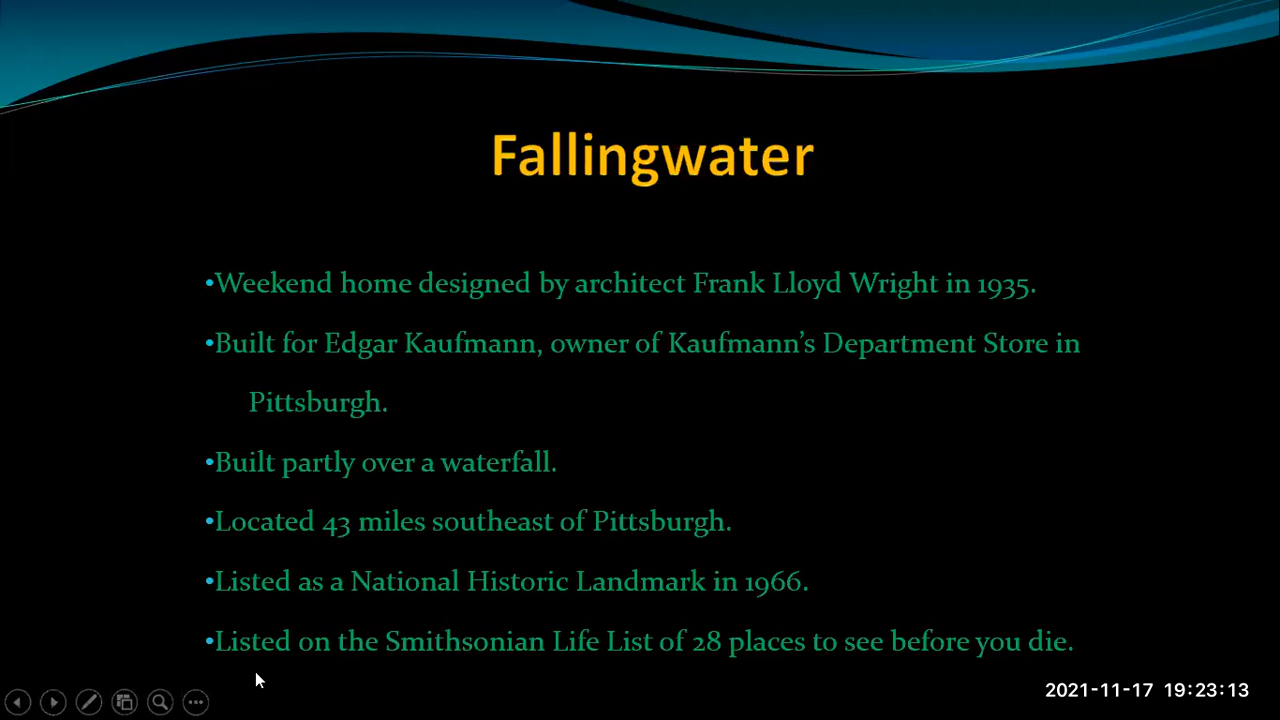 Fallingwater
•Weekend home designed by architect Frank Lloyd Wright in 1935.
•Built for Edgar Kaufmann, owner of Kaufmann’s Department Store in
Pittsburgh.
•Built partly over a waterfall.
•Located 43 miles southeast of Pittsburgh.
•Listed as a National Historic Landmark in 1966.
•Listed on the Smithsonian Life List of 28 places to see before you die.
2021-11-17 19:23:13